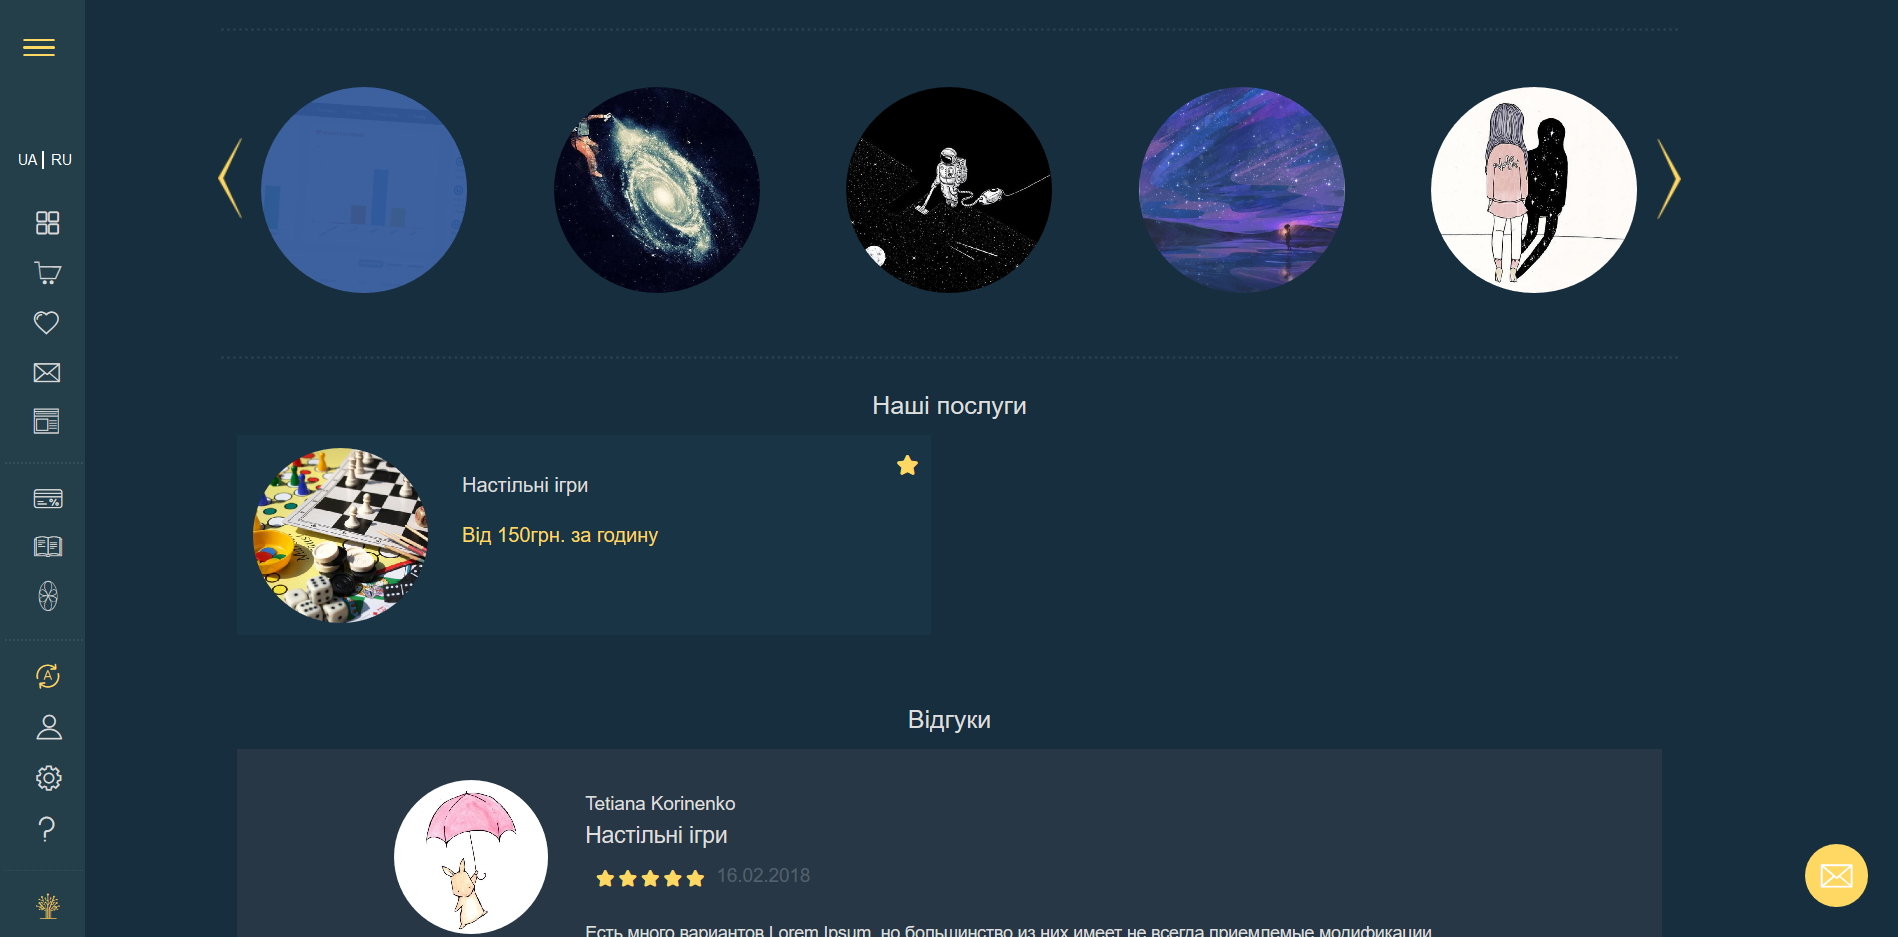 UA | RU
Наші послуги
Настільні ігри
Від 150грн. за годину
Відгуки
Tetiana Korinenko
Настільні ігри
16.02.2018
Есть много вариантов Lorem Ipsum, но большинство из них имеет не всегда приемлемые модификации